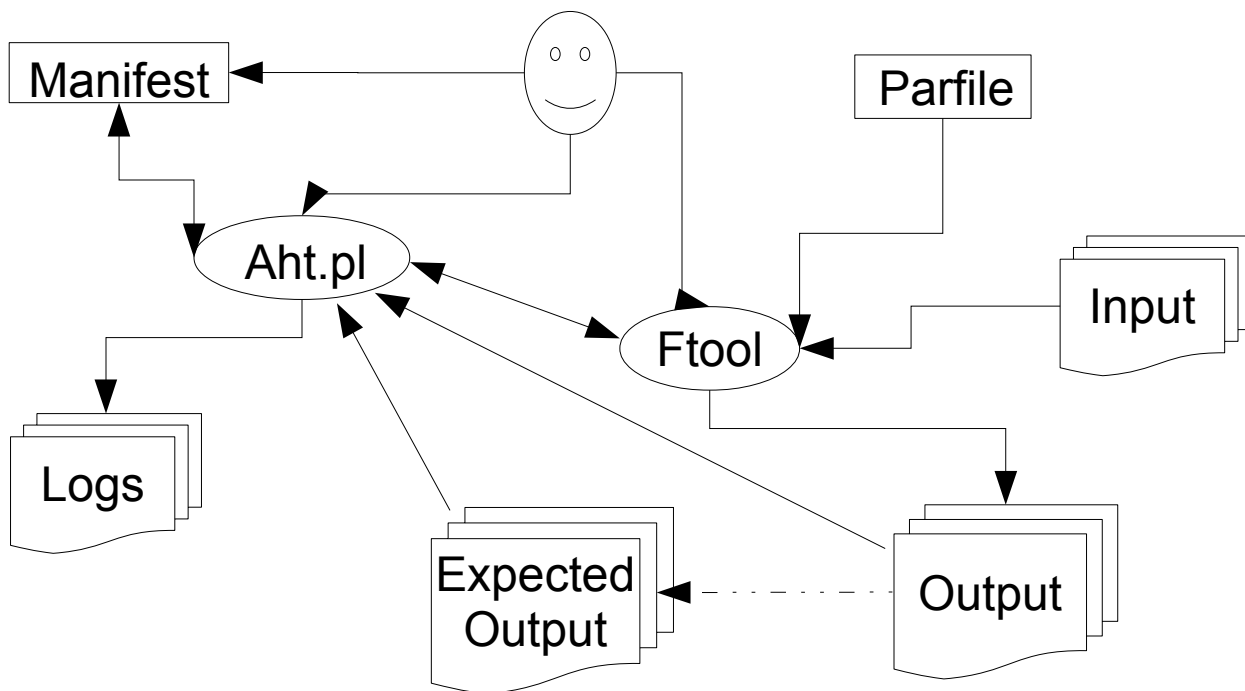 Manifest
Parfile
Aht.pl
Input
Ftool
Logs
Expected
Output
Output